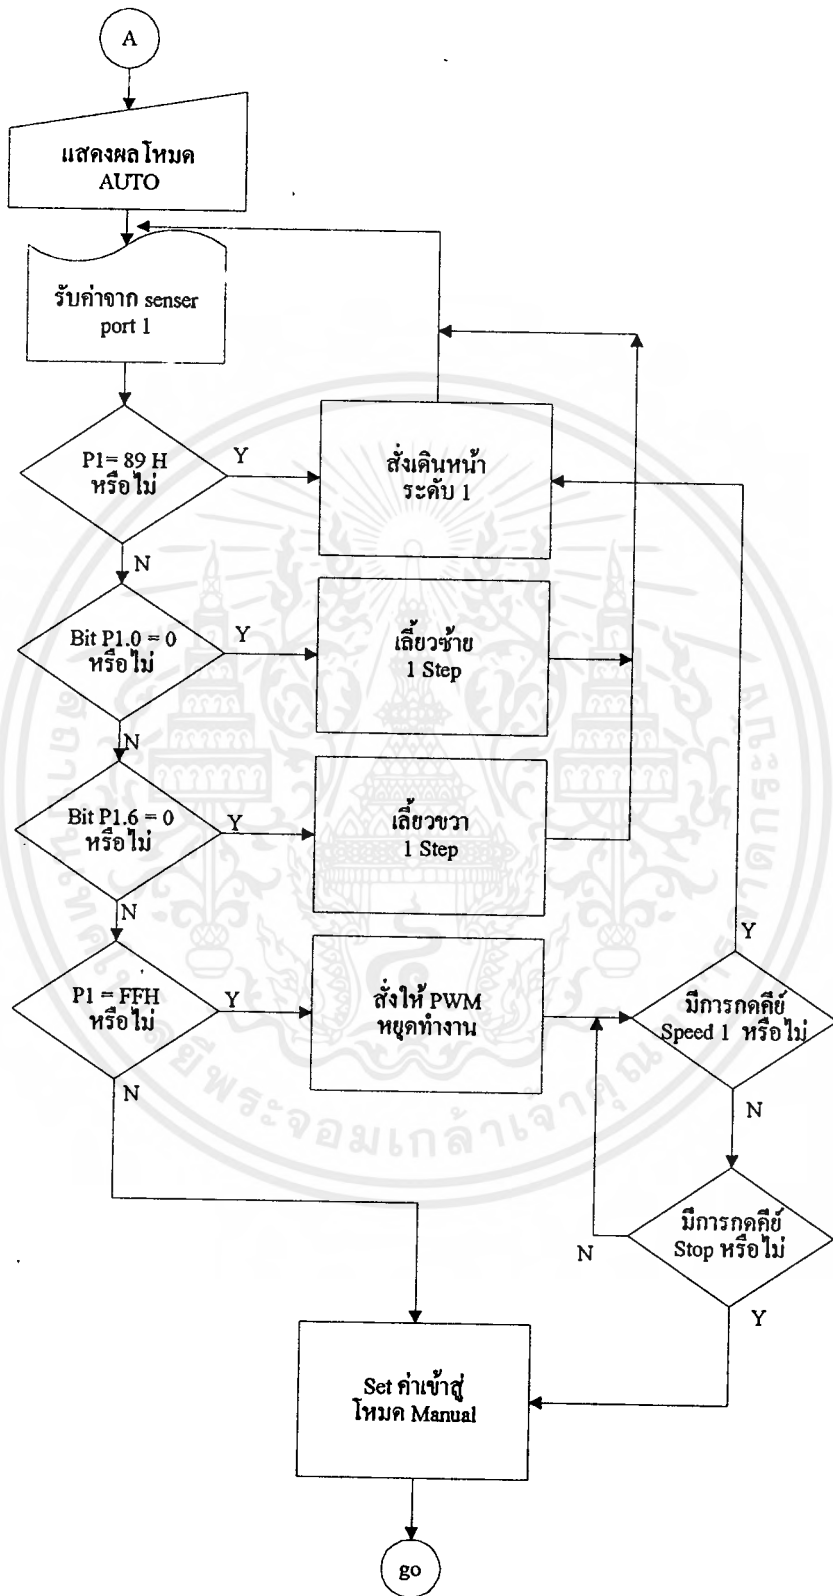 A
แสดงผลโหมด
AUTO
รับค่าจาก senser
port 1
P1= 89 H
หรือไม่
Y
สั่งเดินหน้า
ระดับ 1
N
Bit P1.0 = 0
หรือไม่
Y
เลี้ยวซ้าย
1 Step
N
Bit P1.6 = 0
หรือไม่
Y
เลี้ยวขวา
1 Step
N
P1 = FFH
หรือไม่
Y
สั่งให้ PWM
หยุดทำงาน
Y
มีการกดคีย์
Speed 1 หรือไม่
N
N
มีการกดคีย์
Stop หรือไม่
N
Y
Set ค่าเข้าสู่
โหมด Manual
go